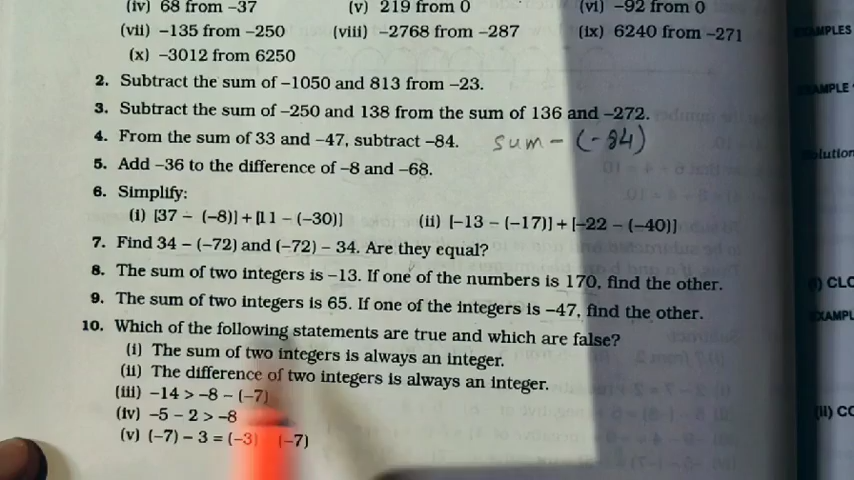 (iv) 68 from –37 (v) 219 from 0 (vi) –92 from 0
(vii) –135 from –250 (viii) –2768 from –287 (ix) 6240 from –271
(x) –3012 from 6250
2. Subtract the sum of –1050 and 813 from –23.
3. Subtract the sum of –250 and 138 from the sum of 136 and –272.
4. From the sum of 33 and –47, subtract –84. sum – (–84)
5. Add –36 to the difference of –8 and –68.
6. Simplify:
(i) [37 – (–8)] + [11 – (–30)] (ii) [–13 – (–17)] + [–22 – (–40)]
7. Find 34 – (–72) and (–72) – 34. Are they equal?
8. The sum of two integers is –13. If one of the numbers is 170, find the other.
9. The sum of two integers is 65. If one of the integers is –47, find the other.
10. Which of the following statements are true and which are false?
(i) The sum of two integers is always an integer.
(ii) The difference of two integers is always an integer.
(iii) –14 > –8 – (–7)
(iv) –5 – 2 > –8
(v) (–7) – 3 = (–3) (–7)
EXAMPLES
EXAMPLE
Solution
(i) CLO
EXAMPL
(ii) CO